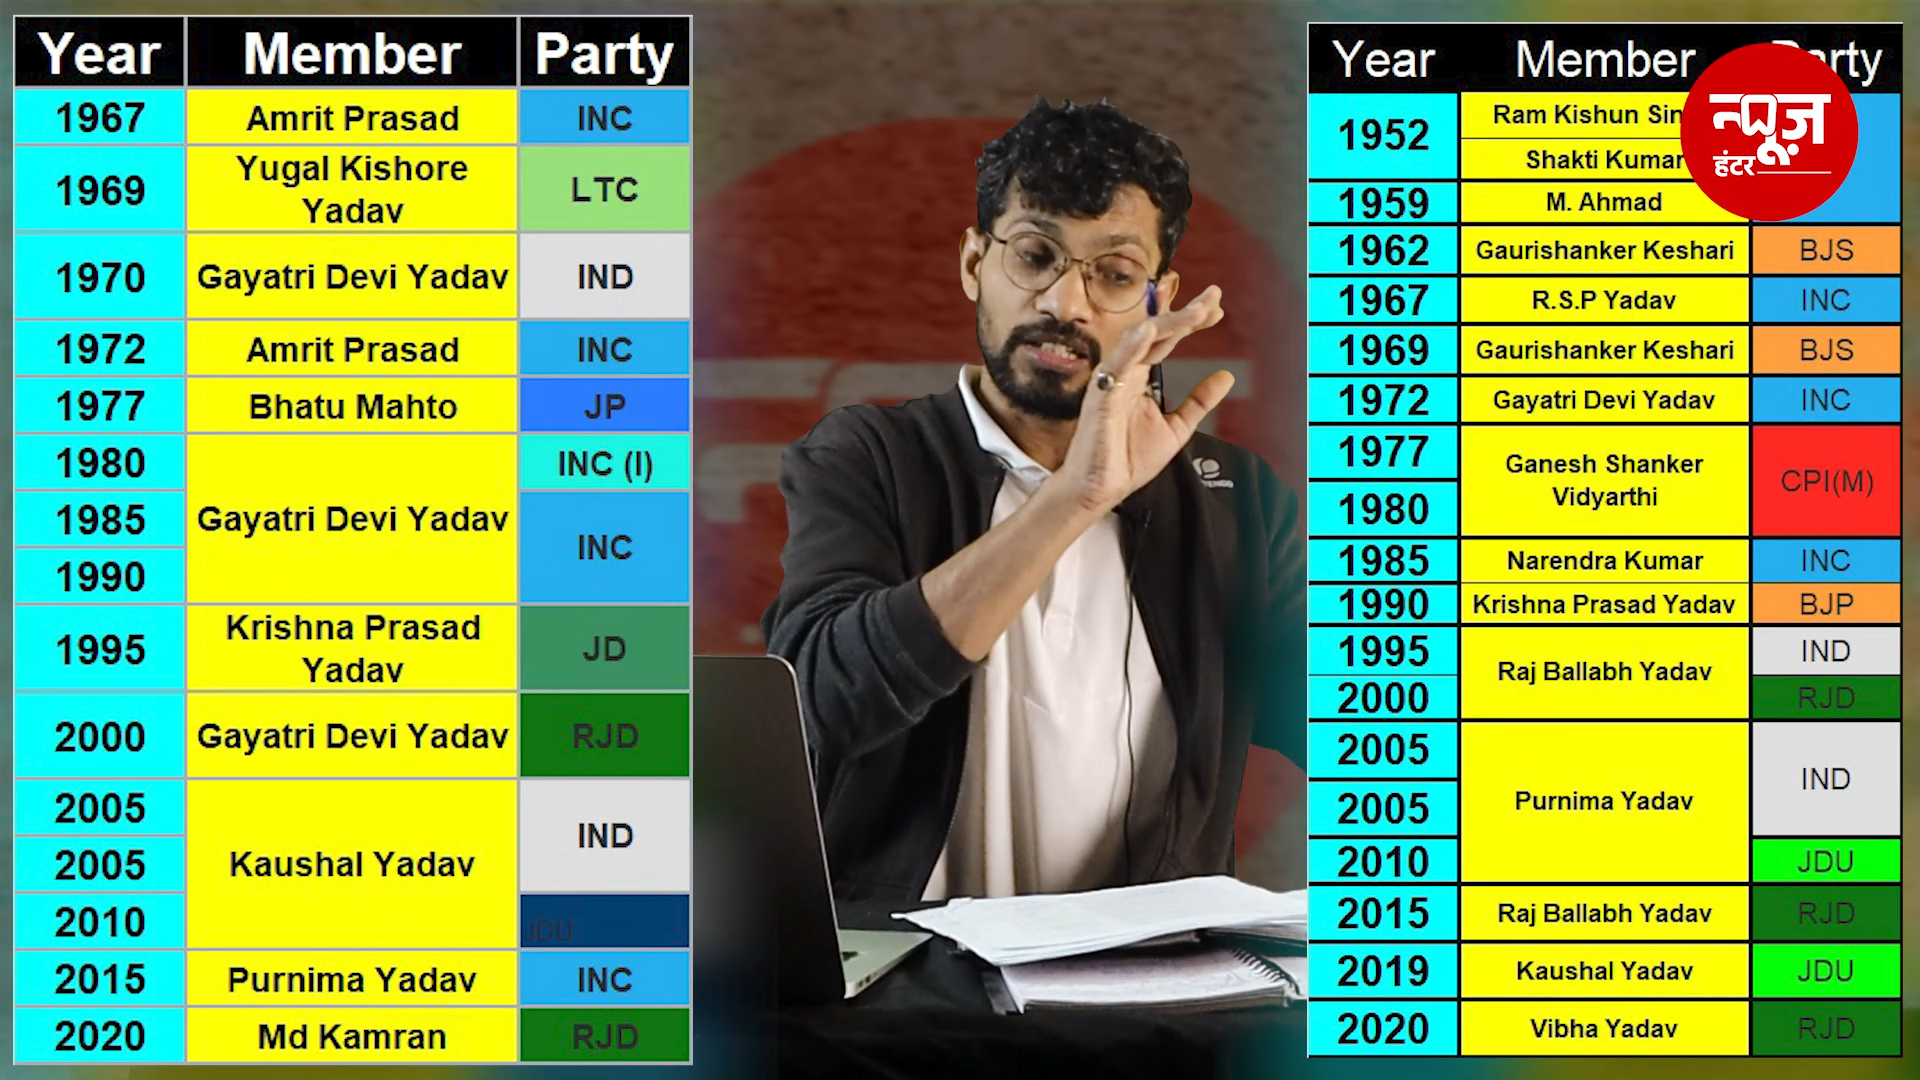 Year Member Party
1967 Amrit Prasad INC
1969 Yugal Kishore Yadav LTC
1970 Gayatri Devi Yadav IND
1972 Amrit Prasad INC
1977 Bhatu Mahto JP
1980 INC (I)
1985 Gayatri Devi Yadav INC
1990
1995 Krishna Prasad Yadav JD
2000 Gayatri Devi Yadav RJD
2005 IND
2005 Kaushal Yadav
2010 JDU
2015 Purnima Yadav INC
2020 Md Kamran RJD
Year Member Party
1952 Ram Kishun Sin
Shakti Kumar
1959 M. Ahmad
1962 Gaurishanker Keshari BJS
1967 R.S.P Yadav INC
1969 Gaurishanker Keshari BJS
1972 Gayatri Devi Yadav INC
1977 Ganesh Shanker Vidyarthi CPI(M)
1980
1985 Narendra Kumar INC
1990 Krishna Prasad Yadav BJP
1995 Raj Ballabh Yadav IND
2000 RJD
2005 Purnima Yadav IND
2005
2010 JDU
2015 Raj Ballabh Yadav RJD
2019 Kaushal Yadav JDU
2020 Vibha Yadav RJD
न्यूज़
हंटर